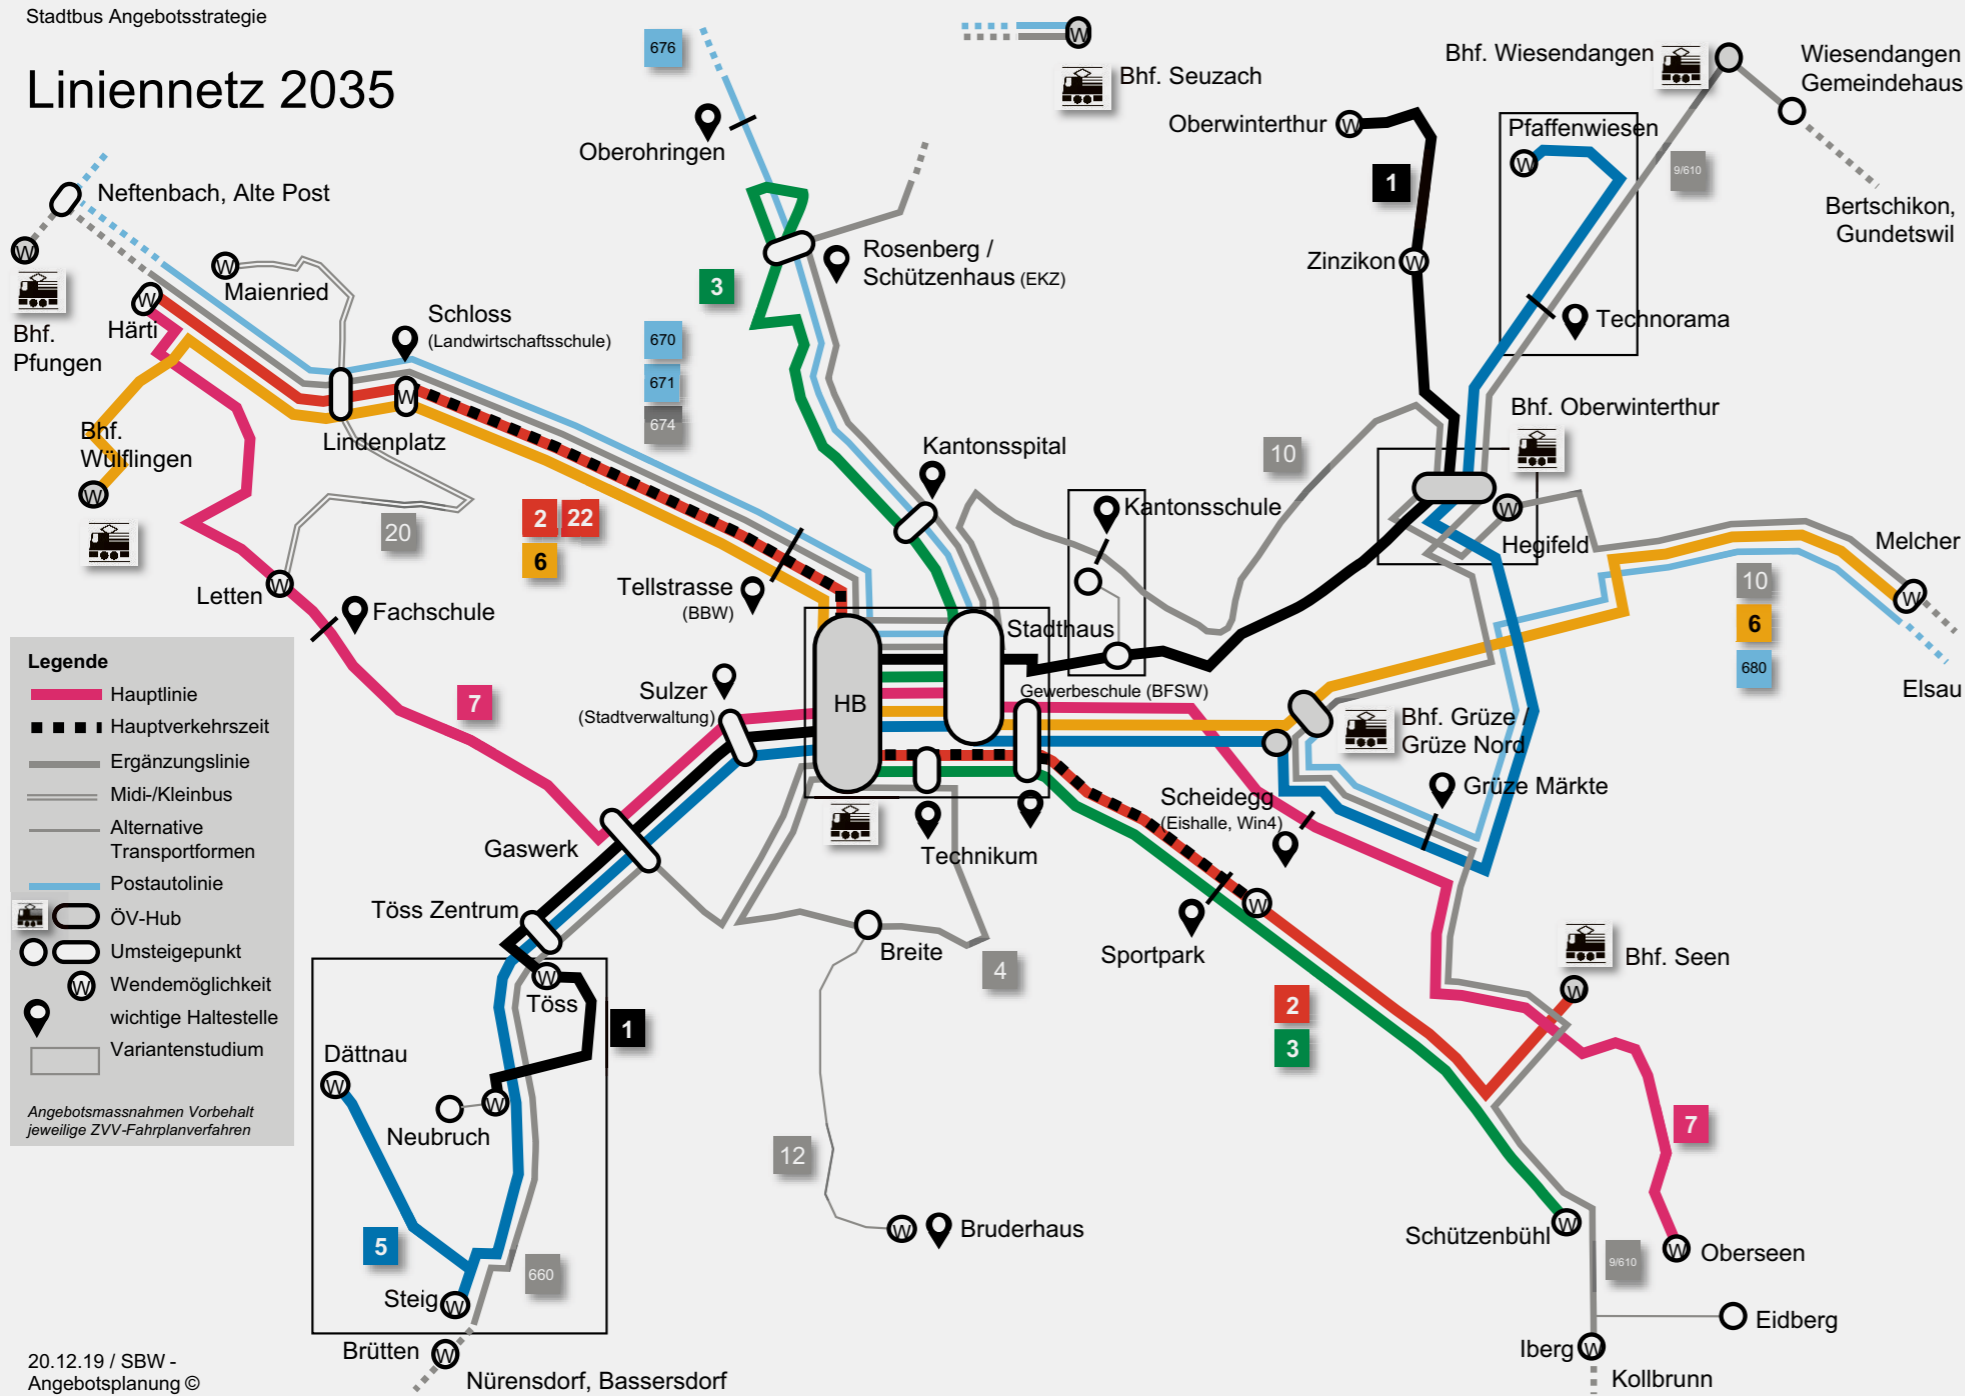 Stadtbus Angebotsstrategie
Liniennetz 2035
676
Oberohringen
Bhf. Seuzach
Oberwinterthur
Bhf. Wiesendangen
Wiesendangen
Gemeindehaus
Pfaffenwiesen
1
9/610
Bertschikon,
Gundetswil
Neftenbach, Alte Post
Maienried
Härti
Bhf.
Pfungen
Schloss
(Landwirtschaftsschule)
3
Rosenberg /
Schützenhaus (EKZ)
Zinzikon
Technorama
670
671
674
Bhf.
Wülflingen
Lindenplatz
Kantonsspital
10
Bhf. Oberwinterthur
20
2
22
6
Kantonsschule
Hegifeld
Melcher
Letten
Fachschule
Tellstrasse
(BBW)
10
6
680
Stadthaus
Elsau
Legende
Hauptlinie
Hauptverkehrszeit
Ergänzungslinie
Midi-/Kleinbus
Alternative
Transportformen
Postautolinie
ÖV-Hub
Umsteigepunkt
W
Wendemöglichkeit
wichtige Haltestelle
Variantenstudium
Angebotsmassnahmen Vorbehalt
jeweilige ZVV-Fahrplanverfahren
7
Sulzer
(Stadtverwaltung)
HB
Gewerbeschule (BFSW)
Bhf. Grüze /
Grüze Nord
Scheidegg
(Eishalle, Win4)
Grüze Märkte
Gaswerk
Technikum
Töss Zentrum
Breite
4
Sportpark
Bhf. Seen
Töss
1
2
3
Dättnau
Neubruch
12
7
5
660
Bruderhaus
Schützenbühl
9/610
Oberseen
Steig
Eidberg
Brütten
Iberg
Kollbrunn
Nürensdorf, Bassersdorf
20.12.19 / SBW -
Angebotsplanung ©